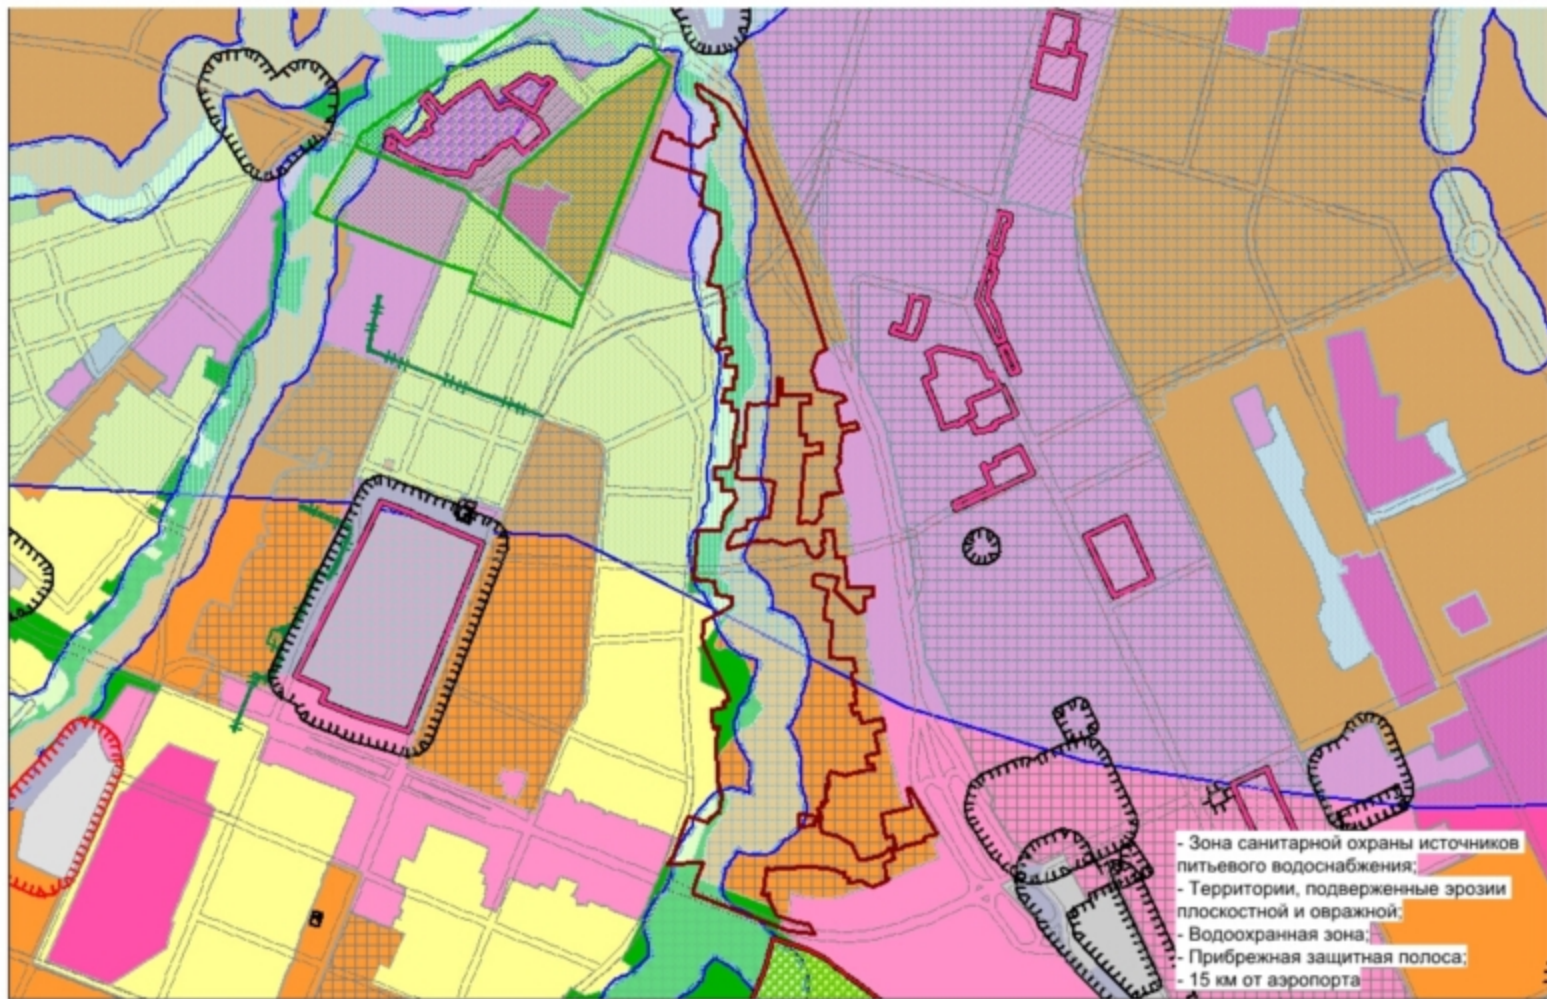 - Зона санитарной охраны источников
питьевого водоснабжения;
- Территории, подверженные эрозии
плоскостной и овражной;
- Водоохранная зона;
- Прибрежная защитная полоса;
- 15 км от аэропорта